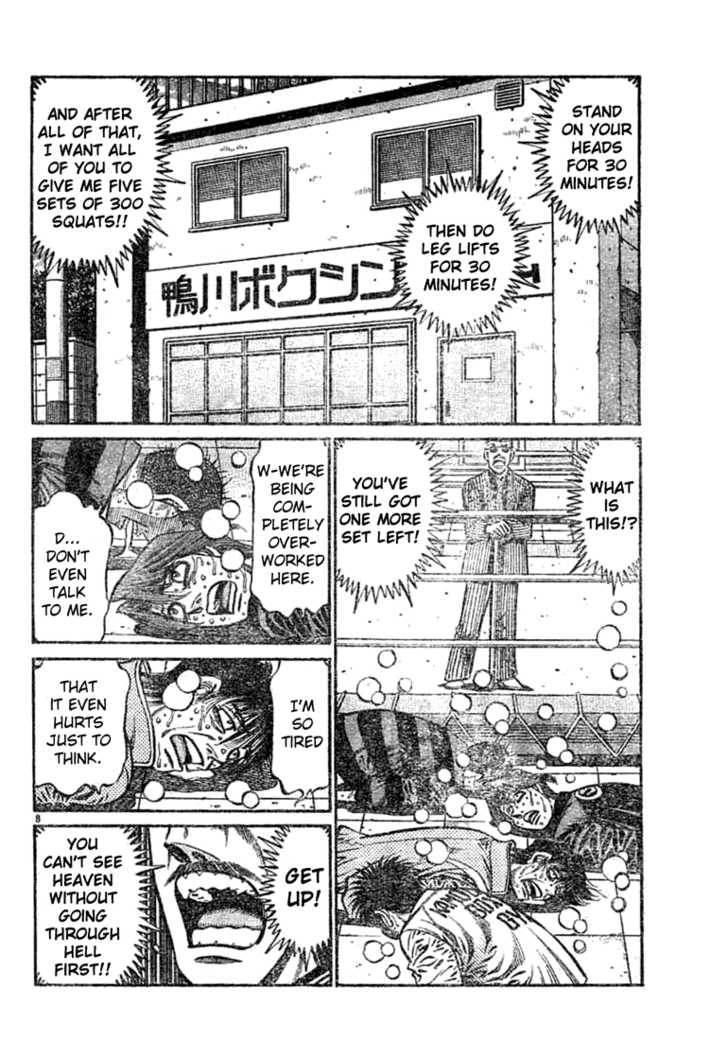 STAND
ON YOUR
HEADS
FOR 30
MINUTES!
THEN DO
LEG LIFTS
FOR 30
MINUTES!
AND AFTER
ALL OF THAT,
I WANT ALL
OF YOU TO
GIVE ME FIVE
SETS OF 300
SQUATS!!
鴨川ボクシン
WHAT
IS
THIS!?
YOU'VE
STILL GOT
ONE MORE
SET LEFT!
W-WE'RE
BEING
COM-
PLETELY
OVER-
WORKED
HERE.
D...
DON'T
EVEN
TALK
TO ME.
I'M
SO
TIRED
THAT
IT EVEN
HURTS
JUST TO
THINK.
GET
UP!
YOU
CAN'T SEE
HEAVEN
WITHOUT
GOING
THROUGH
HELL
FIRST!!
8